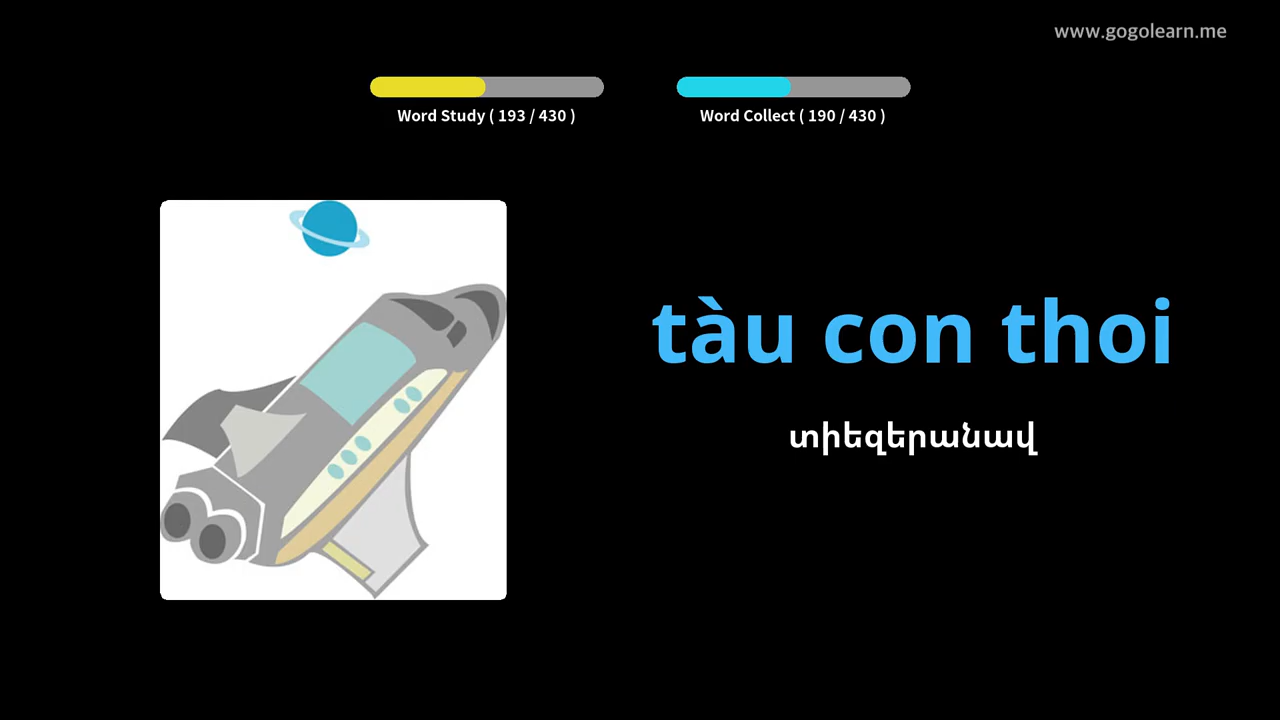 www.gogolearn.me
Word Study ( 193 / 430 )
Word Collect ( 190 / 430 )
tàu con thoi
տիեզերանավ